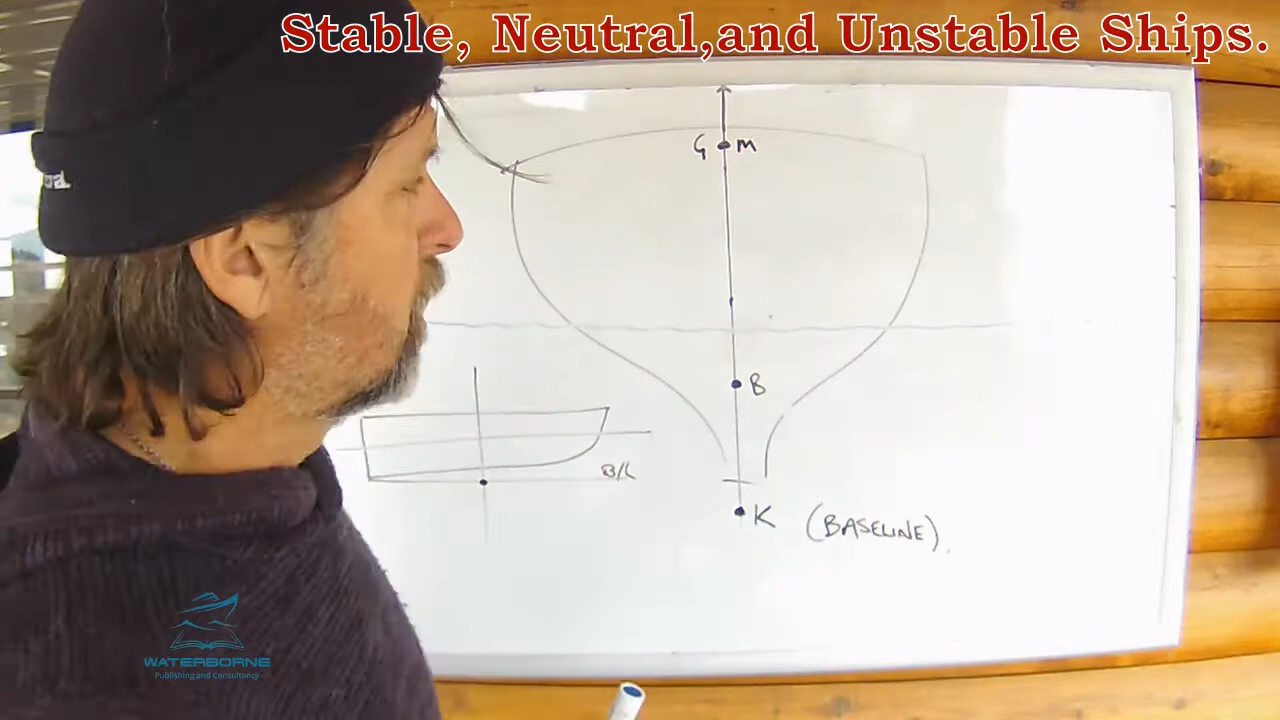 Stable, Neutral,and Unstable Ships.
G M
B
B/L
K (BASELINE).
WATERBORNE
Publishing and Consultancy